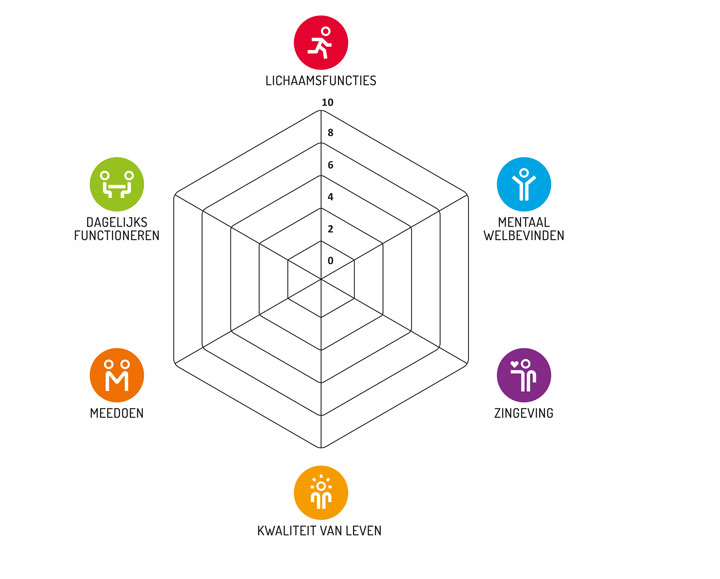 LICHAAMSFUNCTIES
10
8
6
4
2
0
DAGELIJKS
FUNCTIONEREN
MENTAAL
WELBEVINDEN
MEEDOEN
ZINGEVING
KWALITEIT VAN LEVEN